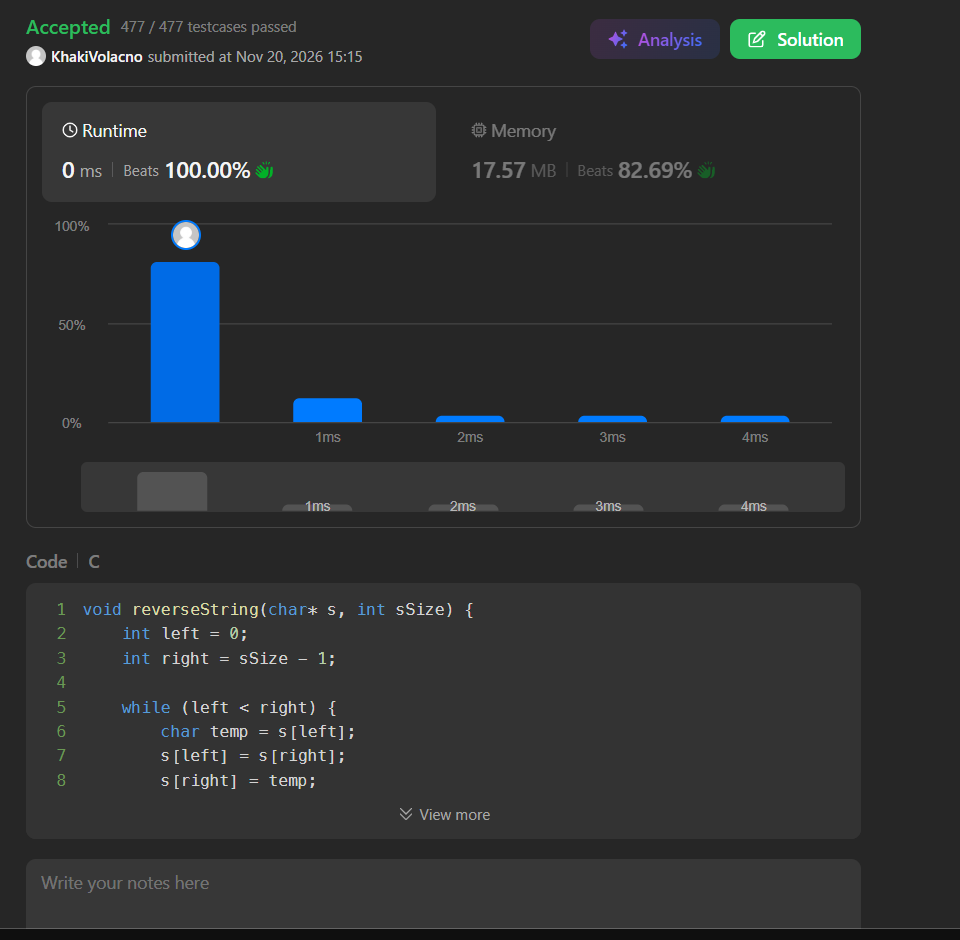 Accepted 477 / 477 testcases passed
KhakiVolacno submitted at Nov 20, 2026 15:15
Analysis
Solution
Runtime
0 ms | Beats 100.00%
Memory
17.57 MB | Beats 82.69%
100%
50%
0%
1ms 2ms 3ms 4ms
1ms 2ms 3ms 4ms
Code | C
1 void reverseString(char* s, int sSize) {
2     int left = 0;
3     int right = sSize - 1;
4
5     while (left < right) {
6         char temp = s[left];
7         s[left] = s[right];
8         s[right] = temp;
View more
Write your notes here